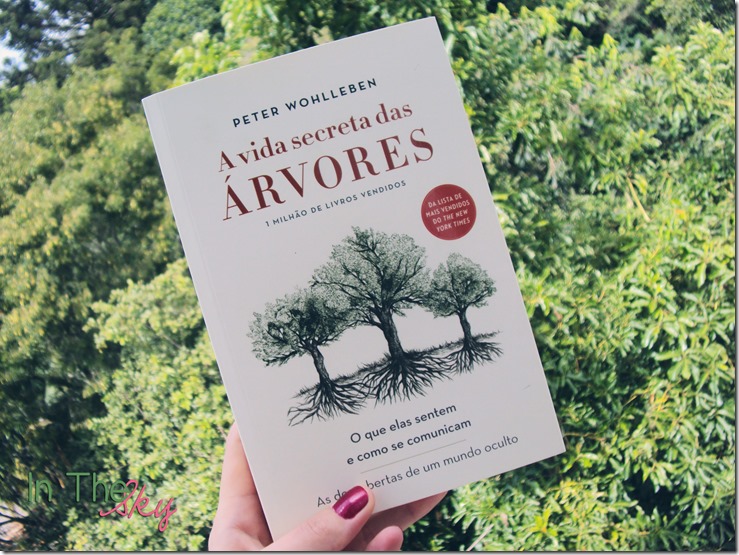 PETER WOHLLEBEN
A vida secreta das
ÁRVORES
1 MILHÃO DE LIVROS VENDIDOS
DA LISTA DE
MAIS VENDIDOS
DO THE NEW
YORK TIMES
O que elas sentem
e como se comunicam
As bertas de um mundo oculto
In The
Sky